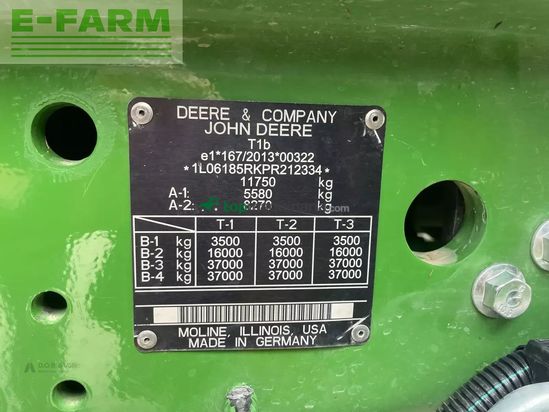 E-FARM
DEERE & COMPANY
JOHN DEERE
T1b
e1*167/2013*00322
*1L06185RKPR212334*
11750 kg
A-1: 5580 kg
A-2: 8270 kg
T-1 T-2 T-3
B-1 kg 3500 3500 3500
B-2 kg 16000 16000 16000
B-3 kg 37000 37000 37000
B-4 kg 37000 37000 37000
MOLINE, ILLINOIS, USA
MADE IN GERMANY